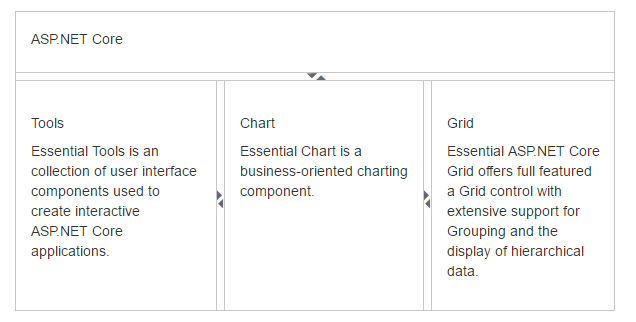 ASP.NET Core
Tools
Essential Tools is an
collection of user interface
components used to
create interactive
ASP.NET Core
applications.
Chart
Essential Chart is a
business-oriented charting
component.
Grid
Essential ASP.NET Core
Grid offers full featured
a Grid control with
extensive support for
Grouping and the
display of hierarchical
data.